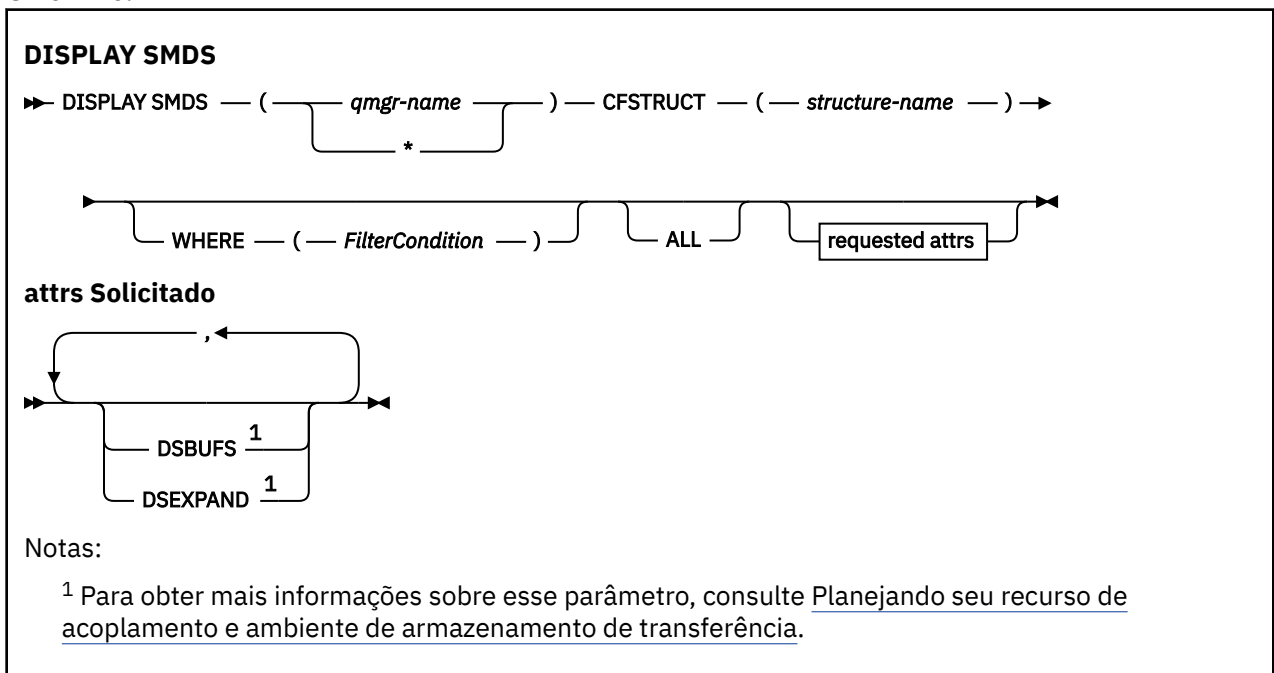 DISPLAY SMDS
DISPLAY SMDS ( qmgr-name ) CFSTRUCT ( structure-name )
*
WHERE ( FilterCondition ) ALL requested attrs
attrs Solicitado
,
DSBUFS 1
DSEXPAND 1
Notas:
1 Para obter mais informações sobre esse parâmetro, consulte Planejando seu recurso de
acoplamento e ambiente de armazenamento de transferência.